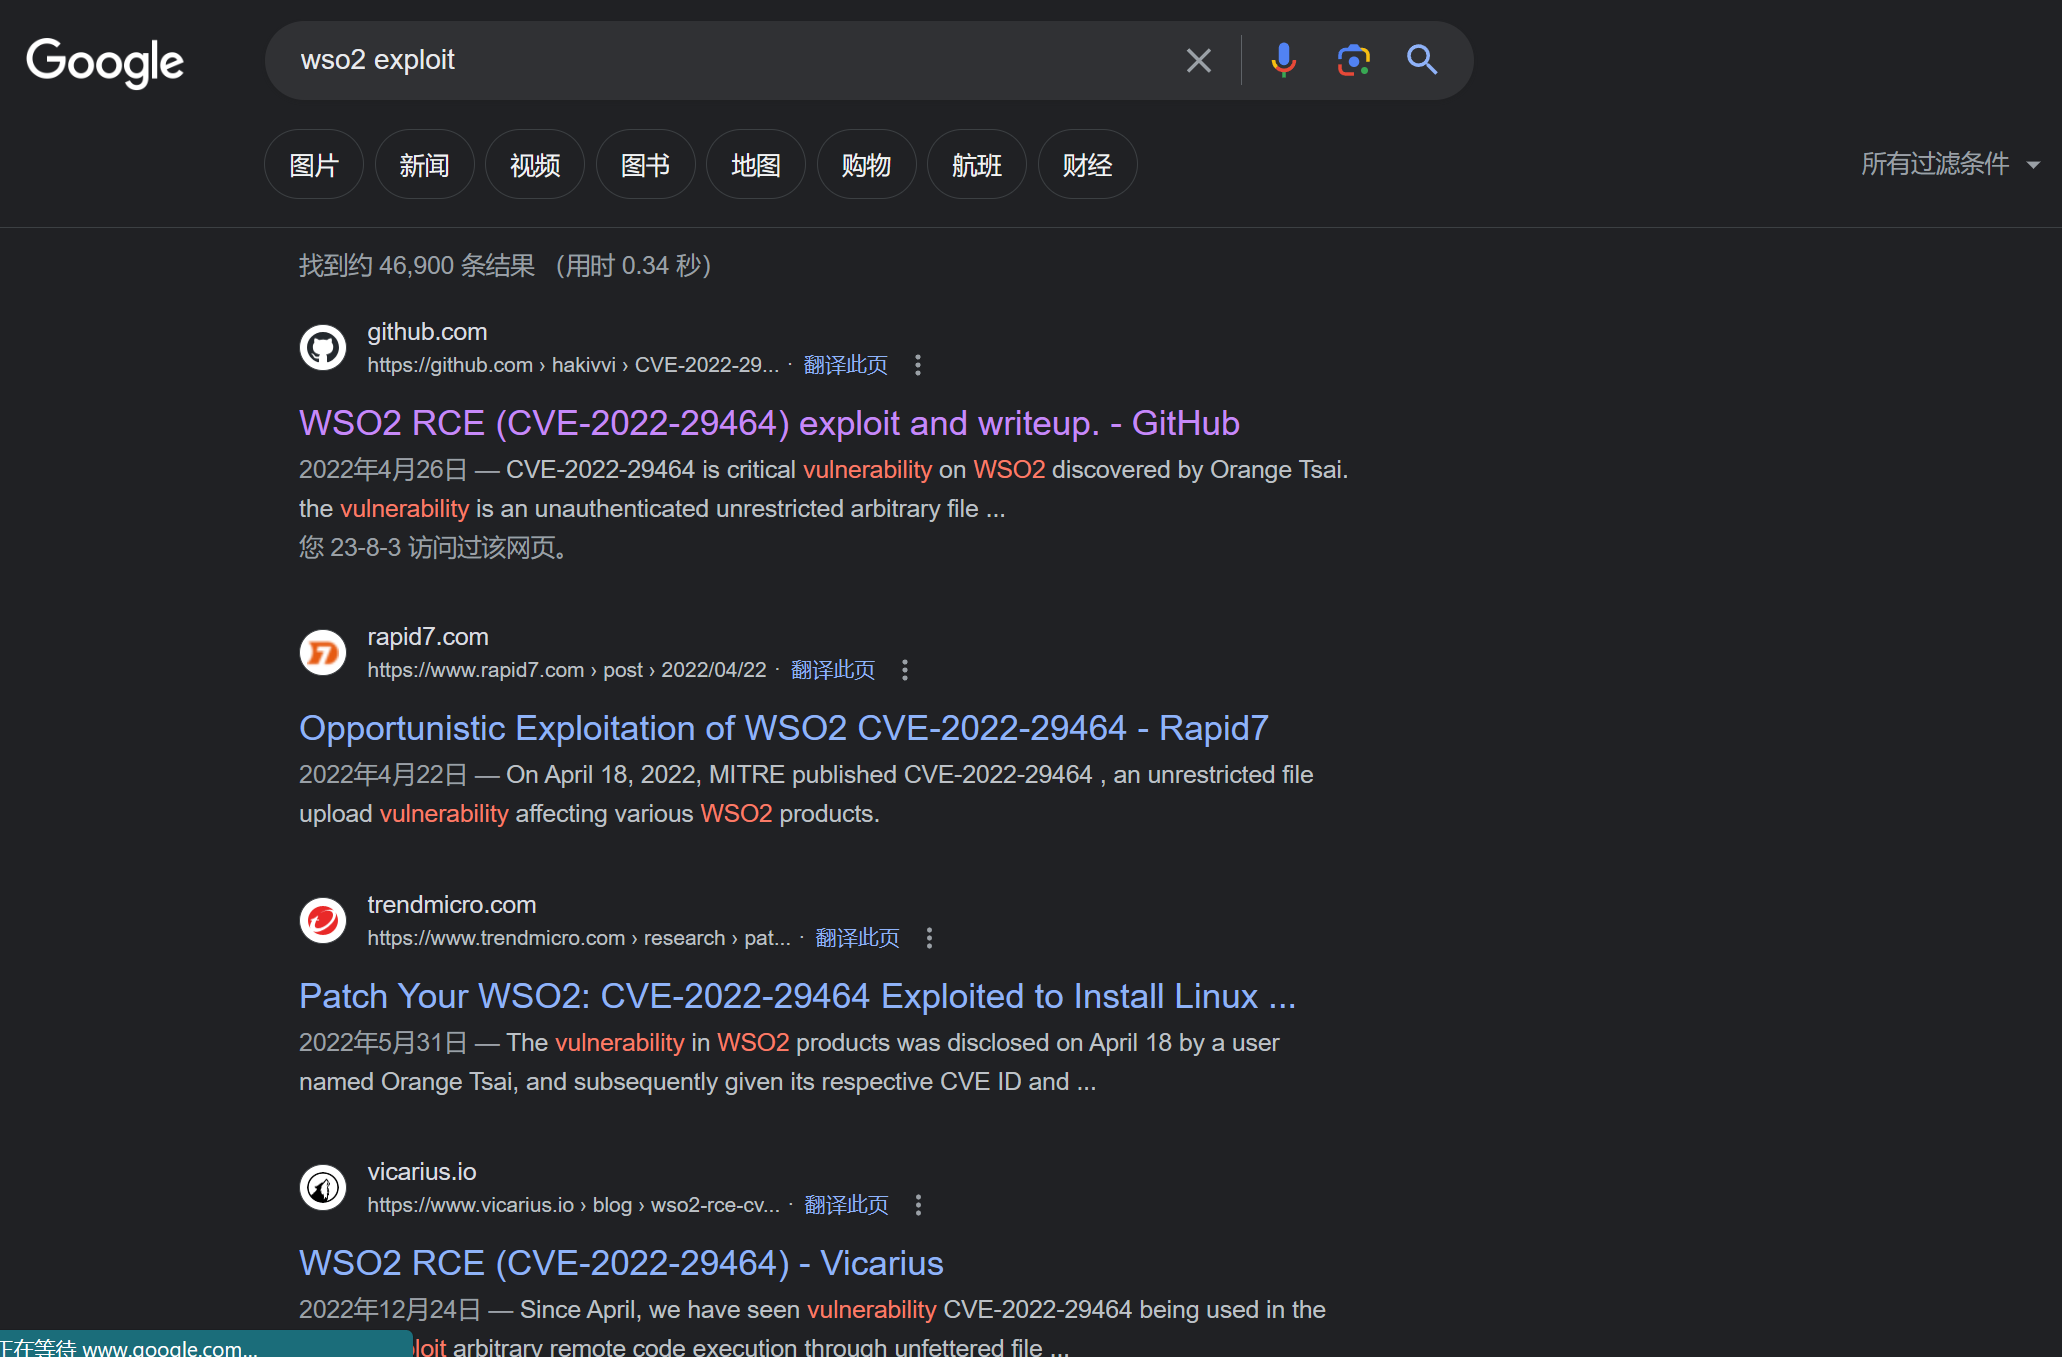 Google
wso2 exploit
图片 新闻 视频 图书 地图 购物 航班 财经 所有过滤条件
找到约 46,900 条结果 （用时 0.34 秒）
github.com
https://github.com › hakivvi › CVE-2022-29... · 翻译此页
WSO2 RCE (CVE-2022-29464) exploit and writeup. - GitHub
2022年4月26日 — CVE-2022-29464 is critical vulnerability on WSO2 discovered by Orange Tsai.
the vulnerability is an unauthenticated unrestricted arbitrary file ...
您 23-8-3 访问过该网页。
rapid7.com
https://www.rapid7.com › post › 2022/04/22 · 翻译此页
Opportunistic Exploitation of WSO2 CVE-2022-29464 - Rapid7
2022年4月22日 — On April 18, 2022, MITRE published CVE-2022-29464 , an unrestricted file
upload vulnerability affecting various WSO2 products.
trendmicro.com
https://www.trendmicro.com › research › pat... · 翻译此页
Patch Your WSO2: CVE-2022-29464 Exploited to Install Linux ...
2022年5月31日 — The vulnerability in WSO2 products was disclosed on April 18 by a user
named Orange Tsai, and subsequently given its respective CVE ID and ...
vicarius.io
https://www.vicarius.io › blog › wso2-rce-cv... · 翻译此页
WSO2 RCE (CVE-2022-29464) - Vicarius
2022年12月24日 — Since April, we have seen vulnerability CVE-2022-29464 being used in the
正在等待 www.google.com... loit arbitrary remote code execution through unfettered file ...